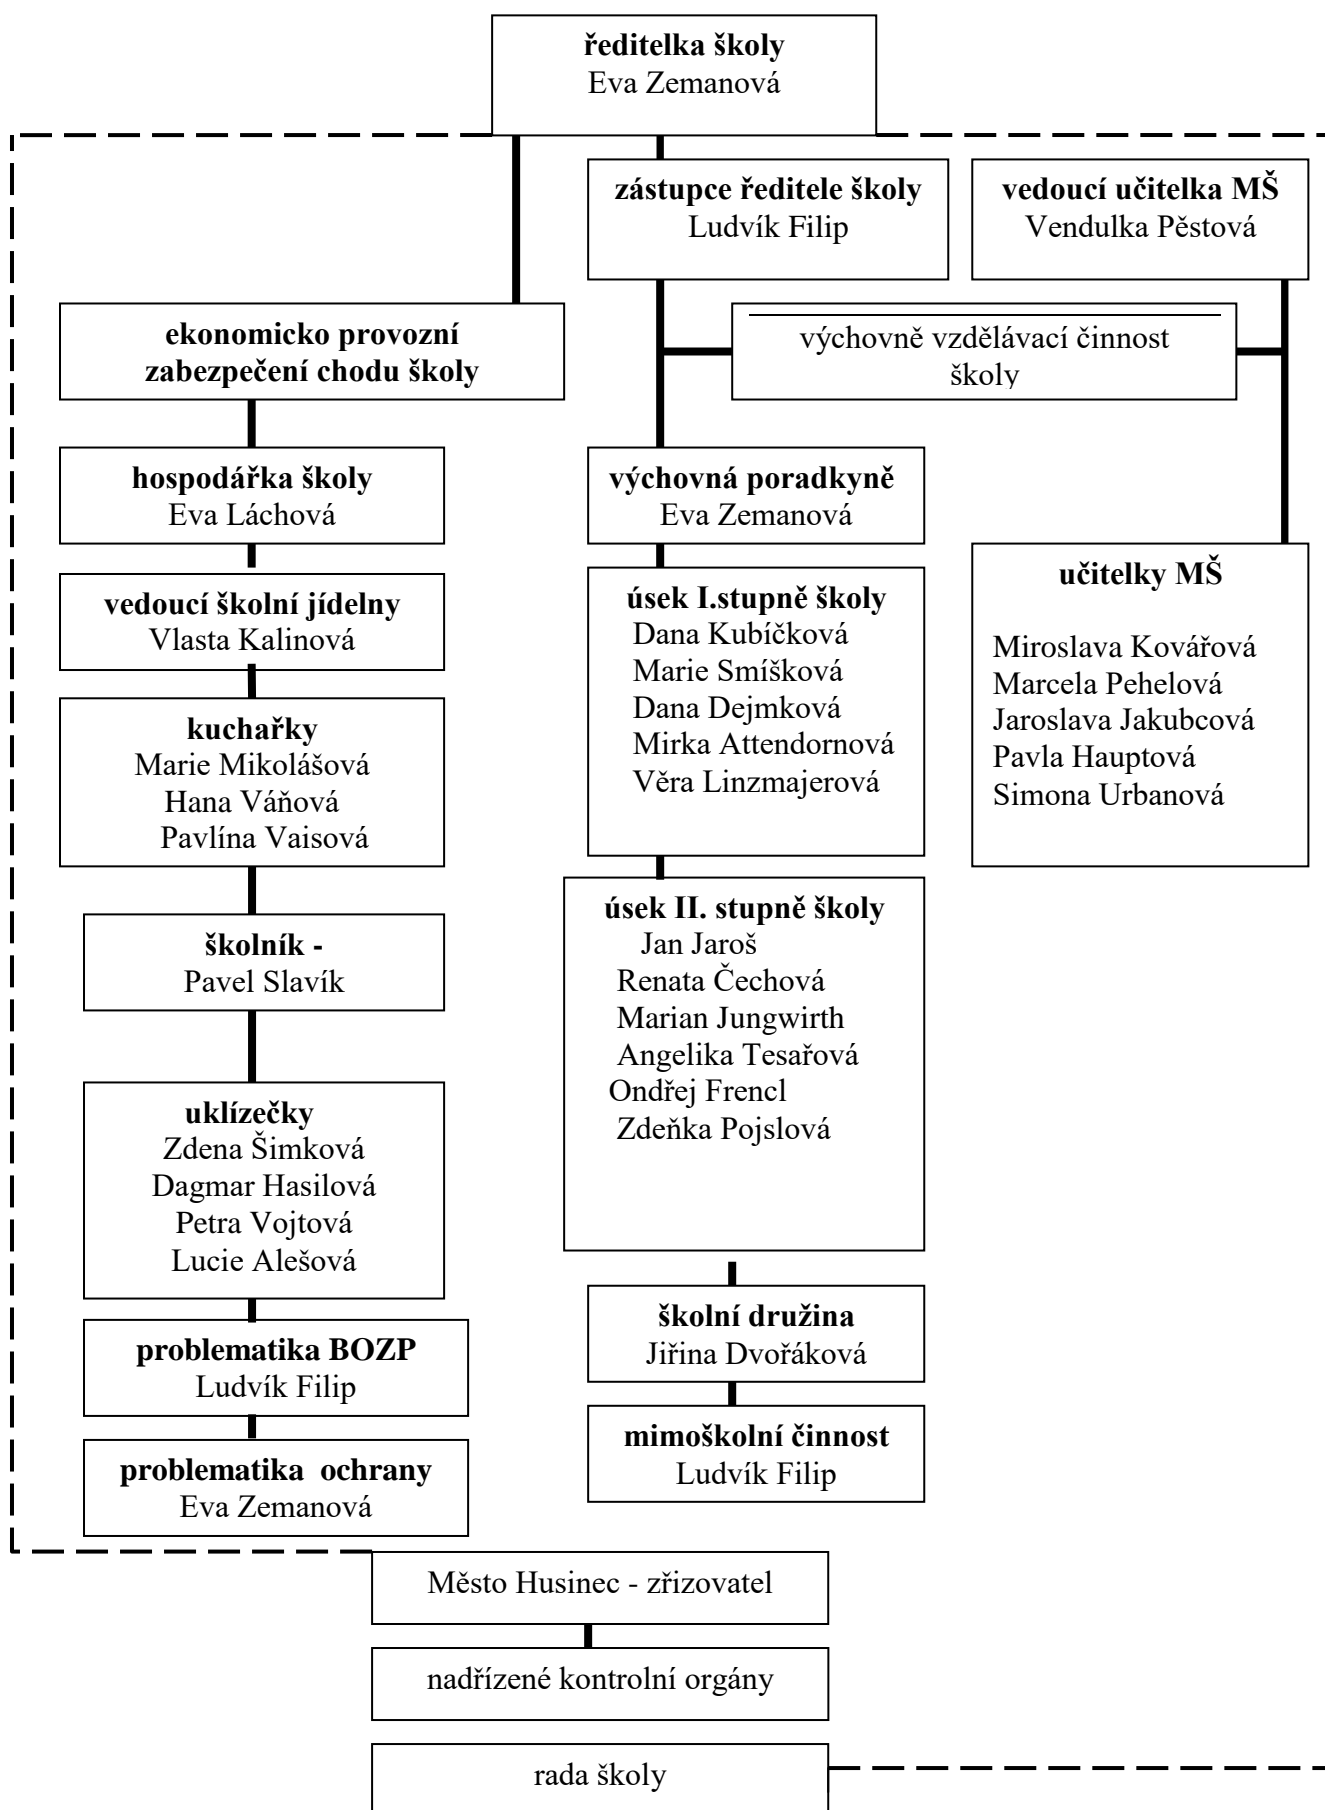 ředitelka školy
Eva Zemanová
zástupce ředitele školy
Ludvík Filip
vedoucí učitelka MŠ
Vendulka Pěstová
ekonomicko provozní
zabezpečení chodu školy
výchovně vzdělávací činnost
školy
hospodářka školy
Eva Láchová
vedoucí školní jídelny
Vlasta Kalinová
kuchařky
Marie Mikolášová
Hana Váňová
Pavlína Vaisová
školník -
Pavel Slavík
uklízečky
Zdena Šimková
Dagmar Hasilová
Petra Vojtová
Lucie Alešová
problematika BOZP
Ludvík Filip
problematika  ochrany
Eva Zemanová
výchovná poradkyně
Eva Zemanová
úsek I.stupně školy
Dana Kubíčková
Marie Smíšková
Dana Dejmková
Mirka Attendornová
Věra Linzmajerová
úsek II. stupně školy
Jan Jaroš
Renata Čechová
Marian Jungwirth
Angelika Tesařová
Ondřej Frencl
Zdeňka Pojslová
školní družina
Jiřina Dvořáková
mimoškolní činnost
Ludvík Filip
učitelky MŠ
Miroslava Kovářová
Marcela Pehelová
Jaroslava Jakubcová
Pavla Hauptová
Simona Urbanová
Město Husinec - zřizovatel
nadřízené kontrolní orgány
rada školy